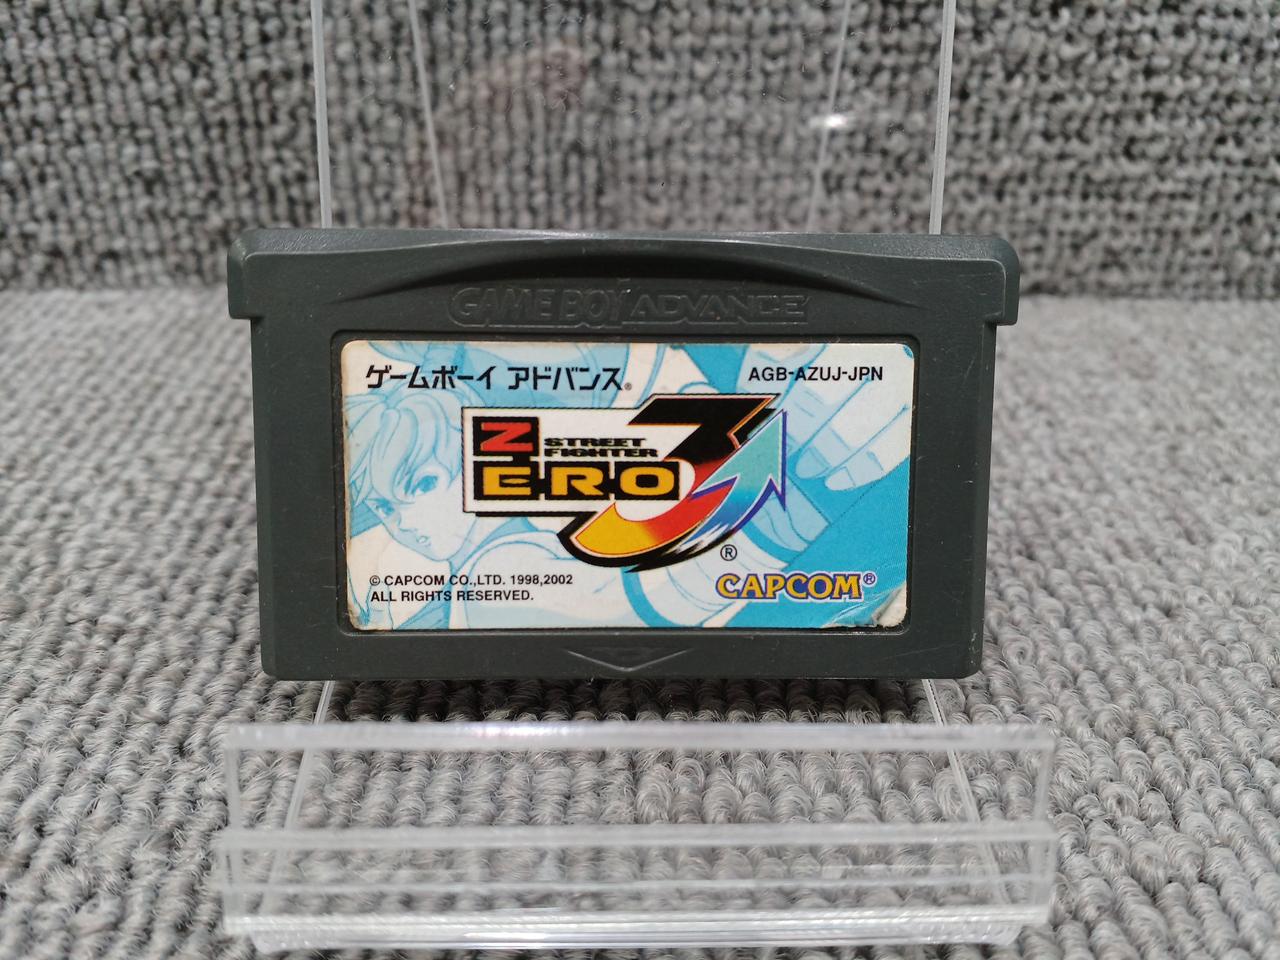 GAME BOY ADVANCE
ゲームボーイ アドバンス®
AGB-AZUJ-JPN
STREET
FIGHTER
ZERO 3
®
© CAPCOM CO.,LTD. 1998,2002
ALL RIGHTS RESERVED.
CAPCOM®